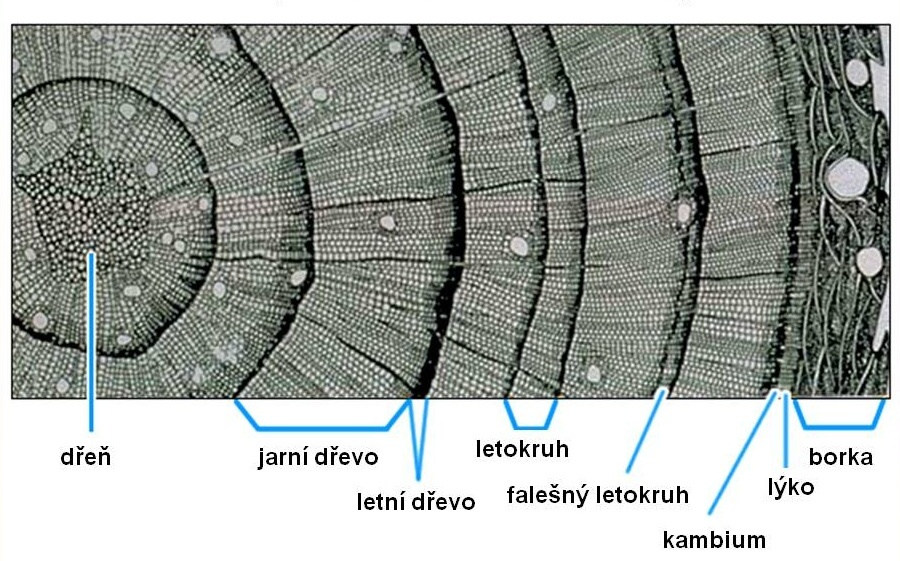 dřeň
jarní dřevo
letní dřevo
letokruh
falešný letokruh
kambium
lýko
borka